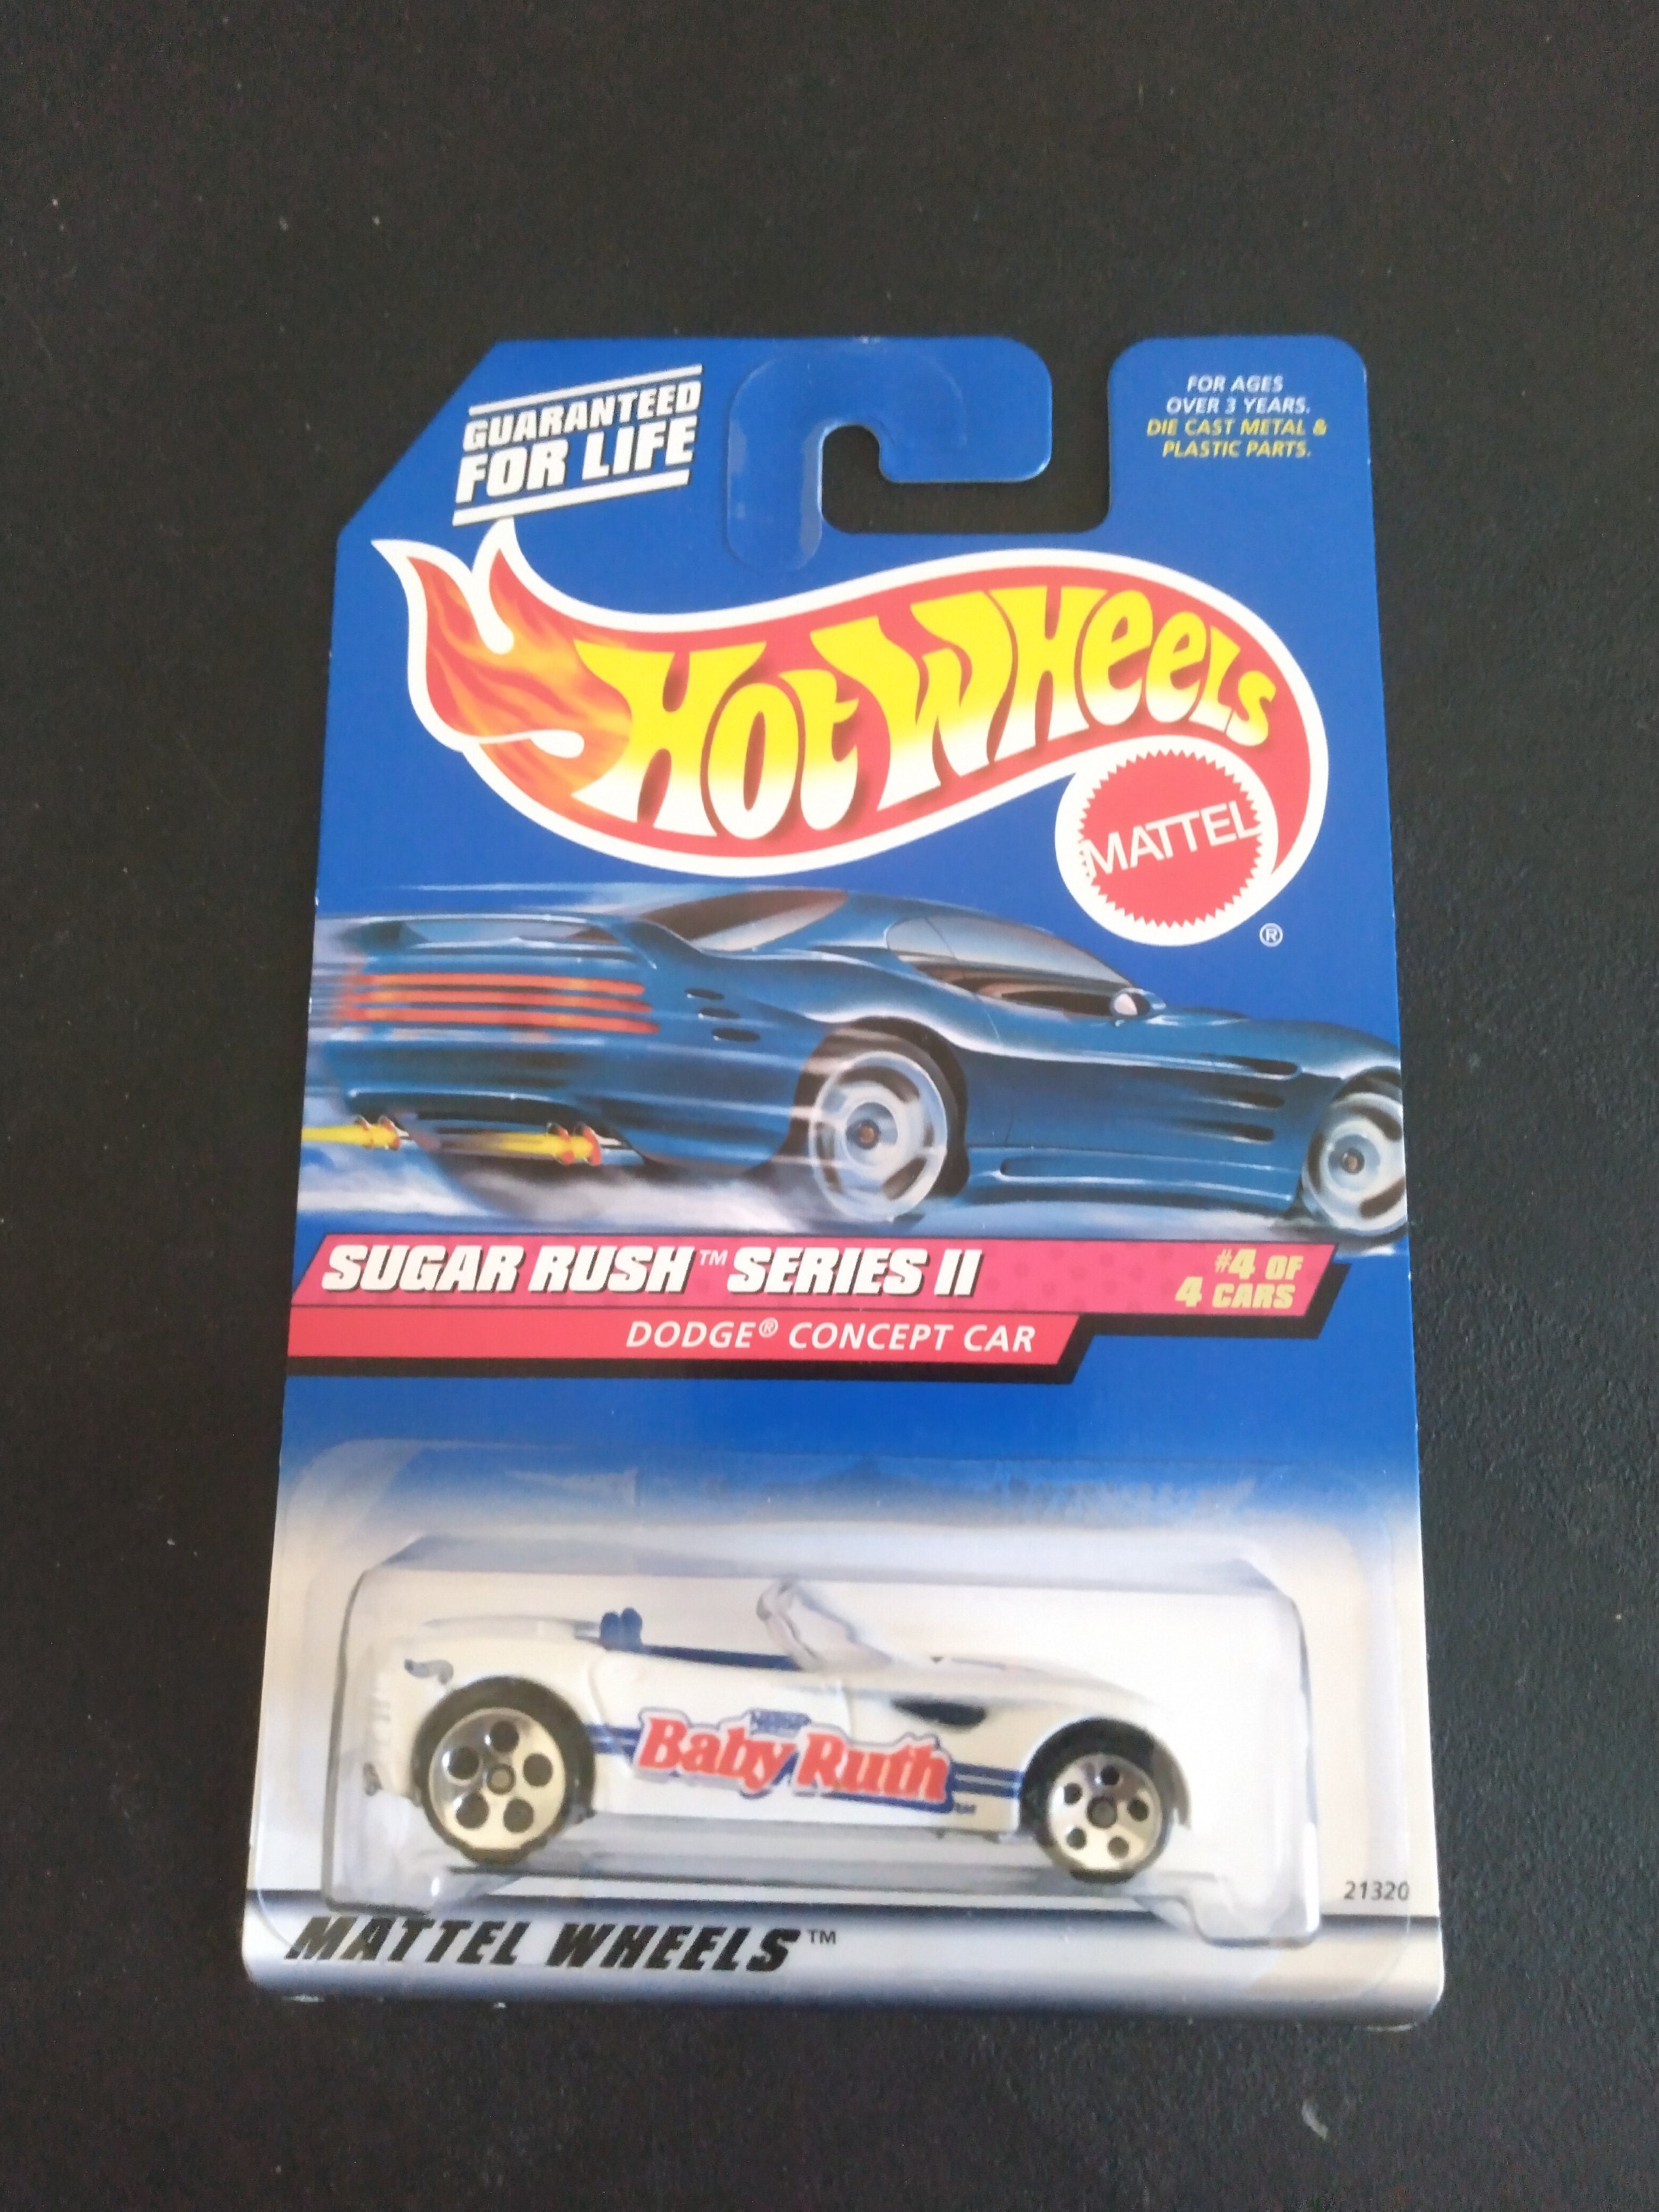 GUARANTEED
FOR LIFE
FOR AGES
OVER 3 YEARS.
DIE CAST METAL &
PLASTIC PARTS.
Hot Wheels
MATTEL
®
SUGAR RUSH™ SERIES II
#4 OF
4 CARS
DODGE® CONCEPT CAR
Baby Ruth
21320
MATTEL WHEELS™